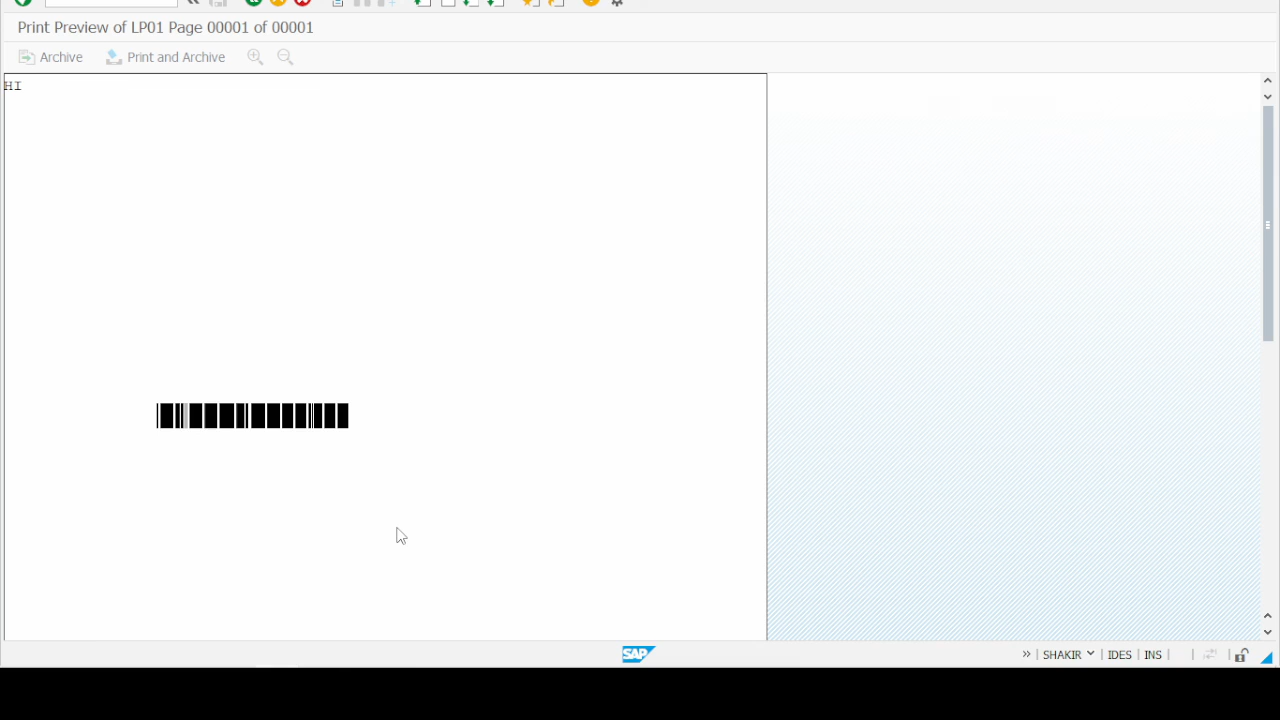 Print Preview of LP01 Page 00001 of 00001
Archive Print and Archive
HI
SAP
SHAKIR IDES INS